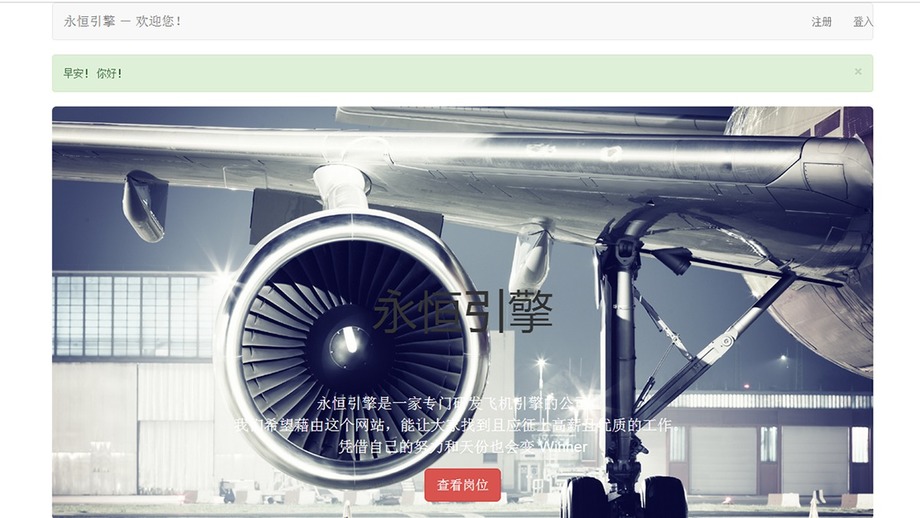 永恒引擎 — 欢迎您！
注册 登入
早安！ 你好！ ×
永恒引擎
永恒引擎是一家专门研发飞机引擎的公司。
我们希望藉由这个网站，能让大家找到且应征上高薪且优质的工作。
凭借自己的努力和天份也会变 Winner
查看岗位